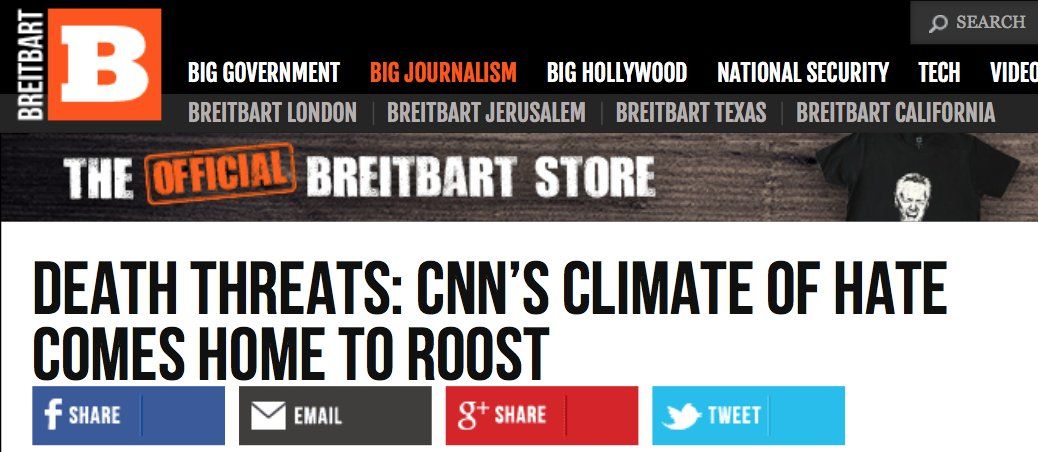 BREITBART
B
SEARCH
BIG GOVERNMENT BIG JOURNALISM BIG HOLLYWOOD NATIONAL SECURITY TECH VIDEO
BREITBART LONDON BREITBART JERUSALEM BREITBART TEXAS BREITBART CALIFORNIA
THE OFFICIAL BREITBART STORE
DEATH THREATS: CNN'S CLIMATE OF HATE
COMES HOME TO ROOST
f SHARE EMAIL g+ SHARE TWEET